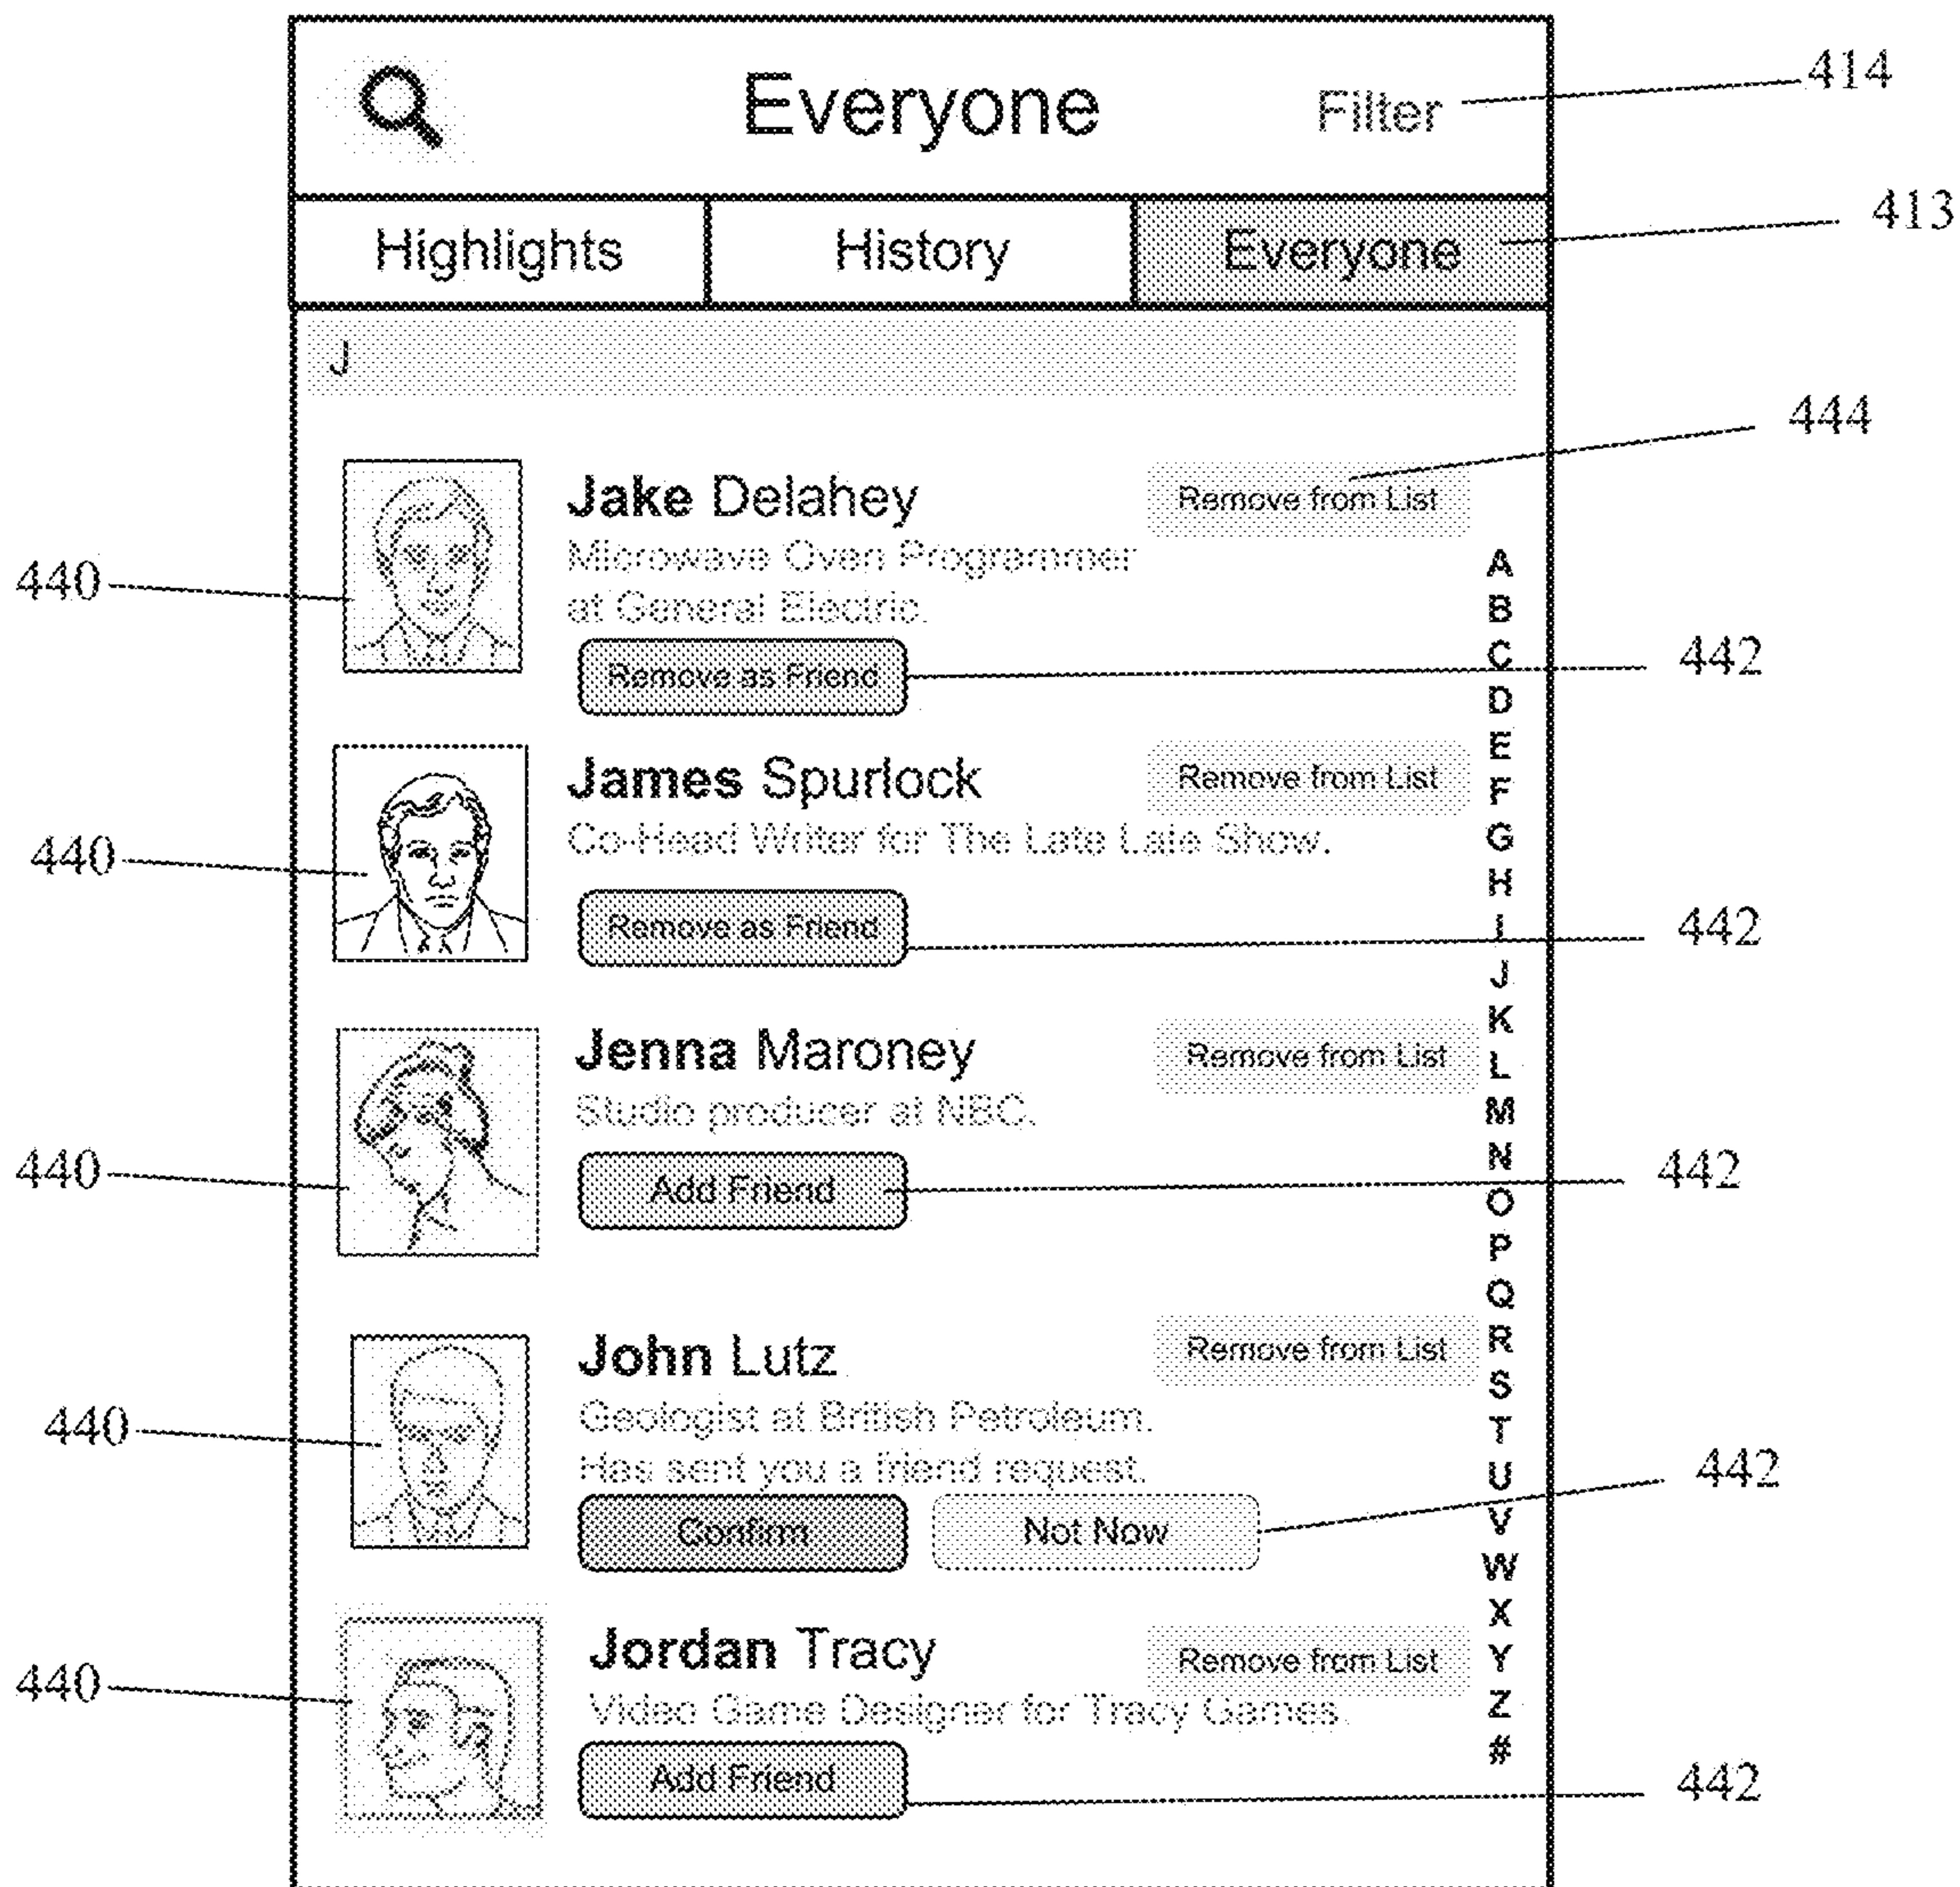 Everyone
Filter
414
Highlights
History
Everyone
413
J
444
Jake Delahey
Remove from List
Microwave Oven Programmer
at General Electric.
440
Remove as Friend
442
James Spurlock
Remove from List
Co-Head Writer for The Late Late Show.
440
Remove as Friend
442
Jenna Maroney
Remove from List
Studio producer at NBC.
440
Add Friend
442
John Lutz
Remove from List
Geologist at British Petroleum.
Has sent you a friend request.
440
Confirm
Not Now
442
Jordan Tracy
Remove from List
Video Game Designer for Tracy Games.
440
Add Friend
442
A
B
C
D
E
F
G
H
I
J
K
L
M
N
O
P
Q
R
S
T
U
V
W
X
Y
Z
#